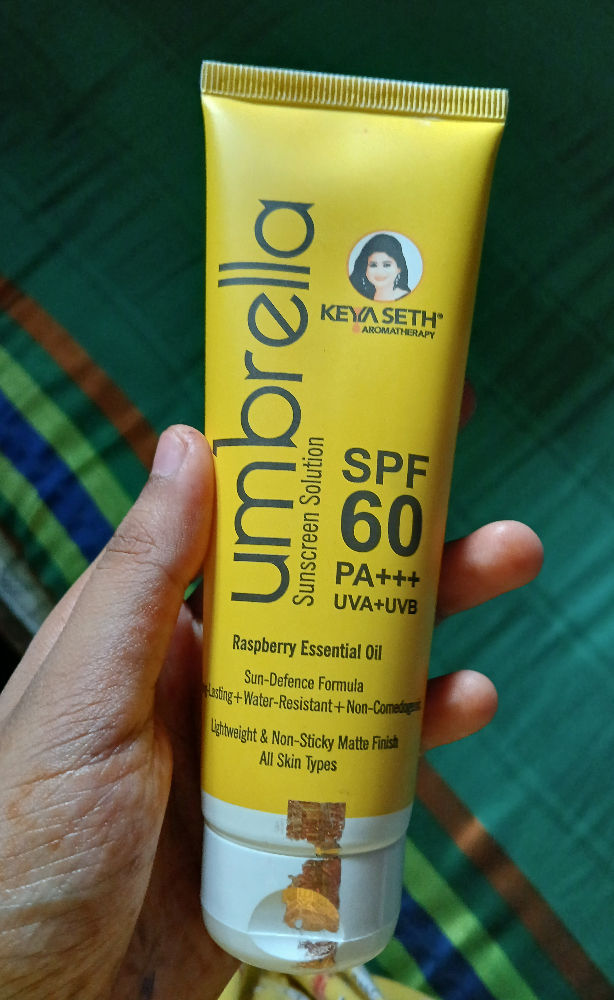 umbrella
Sunscreen Solution
KEYA SETH®
AROMATHERAPY
SPF
60
PA+++
UVA+UVB
Raspberry Essential Oil
Sun-Defence Formula
-Lasting+Water-Resistant+Non-Comedogenic
Lightweight & Non-Sticky Matte Finish
All Skin Types